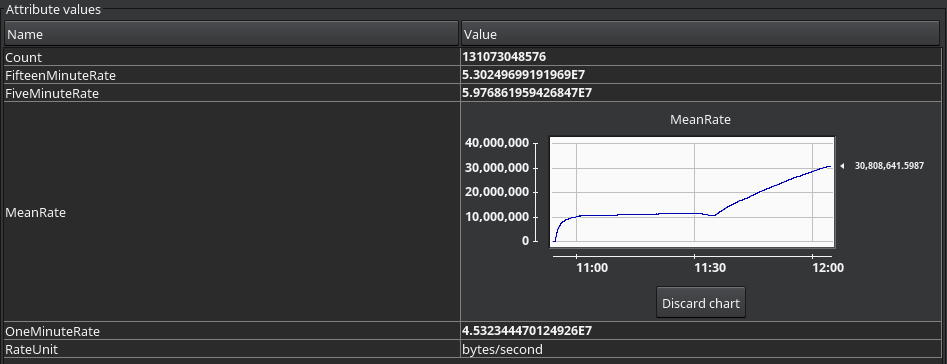 Attribute values
Name Value
Count 131073048576
FifteenMinuteRate 5.30249699191969E7
FiveMinuteRate 5.976861959426847E7
MeanRate
MeanRate
40,000,000
30,000,000
20,000,000
10,000,000
0
30,808,641.5987
11:00 11:30 12:00
Discard chart
OneMinuteRate 4.532344470124926E7
RateUnit bytes/second